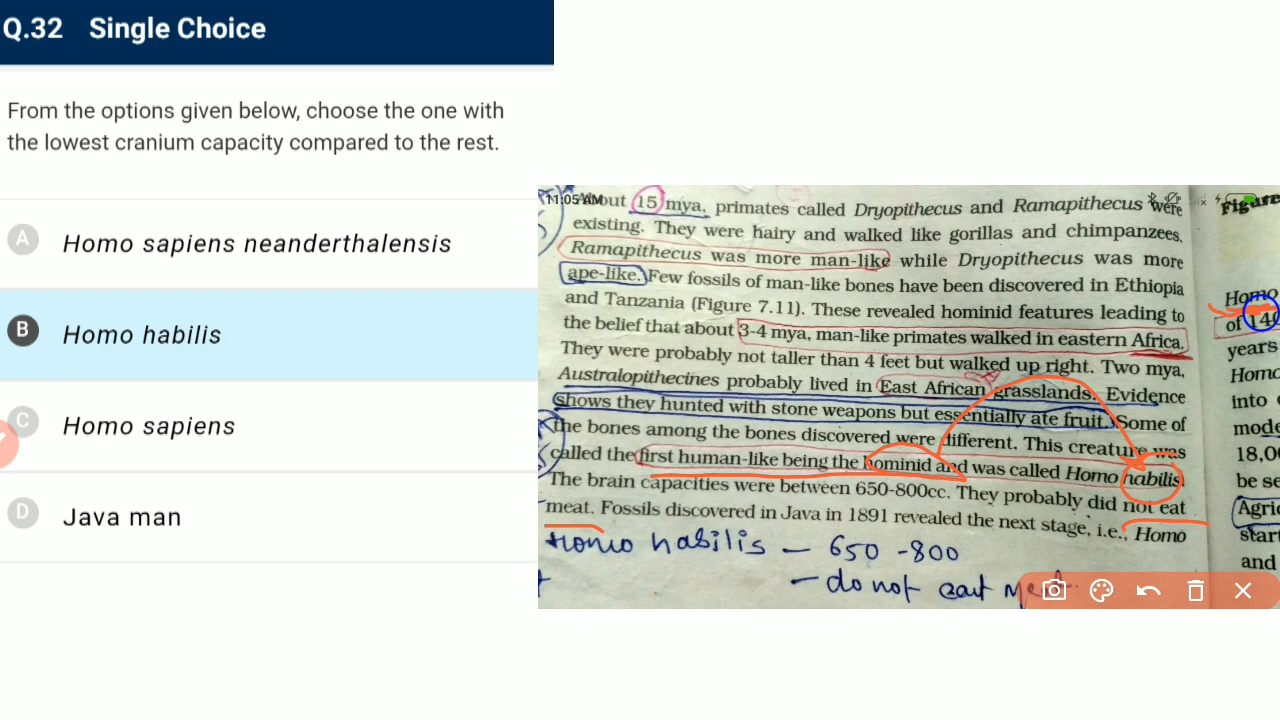 Q.32 Single Choice
From the options given below, choose the one with
the lowest cranium capacity compared to the rest.
A Homo sapiens neanderthalensis
B Homo habilis
C Homo sapiens
D Java man
11:05 AM
About 15 mya, primates called Dryopithecus and Ramapithecus were
existing. They were hairy and walked like gorillas and chimpanzees.
Ramapithecus was more man-like while Dryopithecus was more
ape-like. Few fossils of man-like bones have been discovered in Ethiopia
and Tanzania (Figure 7.11). These revealed hominid features leading to
the belief that about 3-4 mya, man-like primates walked in eastern Africa.
They were probably not taller than 4 feet but walked up right. Two mya,
Australopithecines probably lived in East African grasslands. Evidence
shows they hunted with stone weapons but essentially ate fruit. Some of
the bones among the bones discovered were different. This creature was
called the first human-like being the hominid and was called Homo habilis.
The brain capacities were between 650-800cc. They probably did not eat
meat. Fossils discovered in Java in 1891 revealed the next stage, i.e., Homo
Homo habilis – 650 -800
– do not eat
Figure
Homo
of 140
years
Homo
into
mode
18,0
be se
Agri
start
and